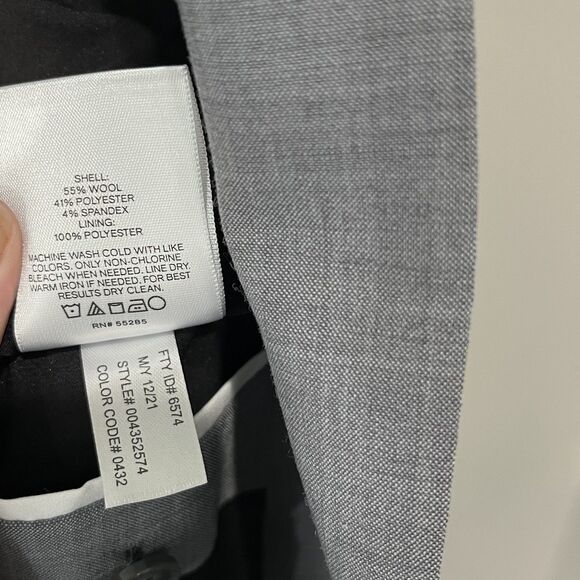 SHELL:
55% WOOL
41% POLYESTER
4% SPANDEX
LINING:
100% POLYESTER
MACHINE WASH COLD WITH LIKE
COLORS. ONLY NON-CHLORINE
BLEACH WHEN NEEDED. LINE DRY.
WARM IRON IF NEEDED. FOR BEST
RESULTS DRY CLEAN.
RN# 55285
FTY ID# 6574
M/Y 12/21
STYLE# 004352574
COLOR CODE# 0432